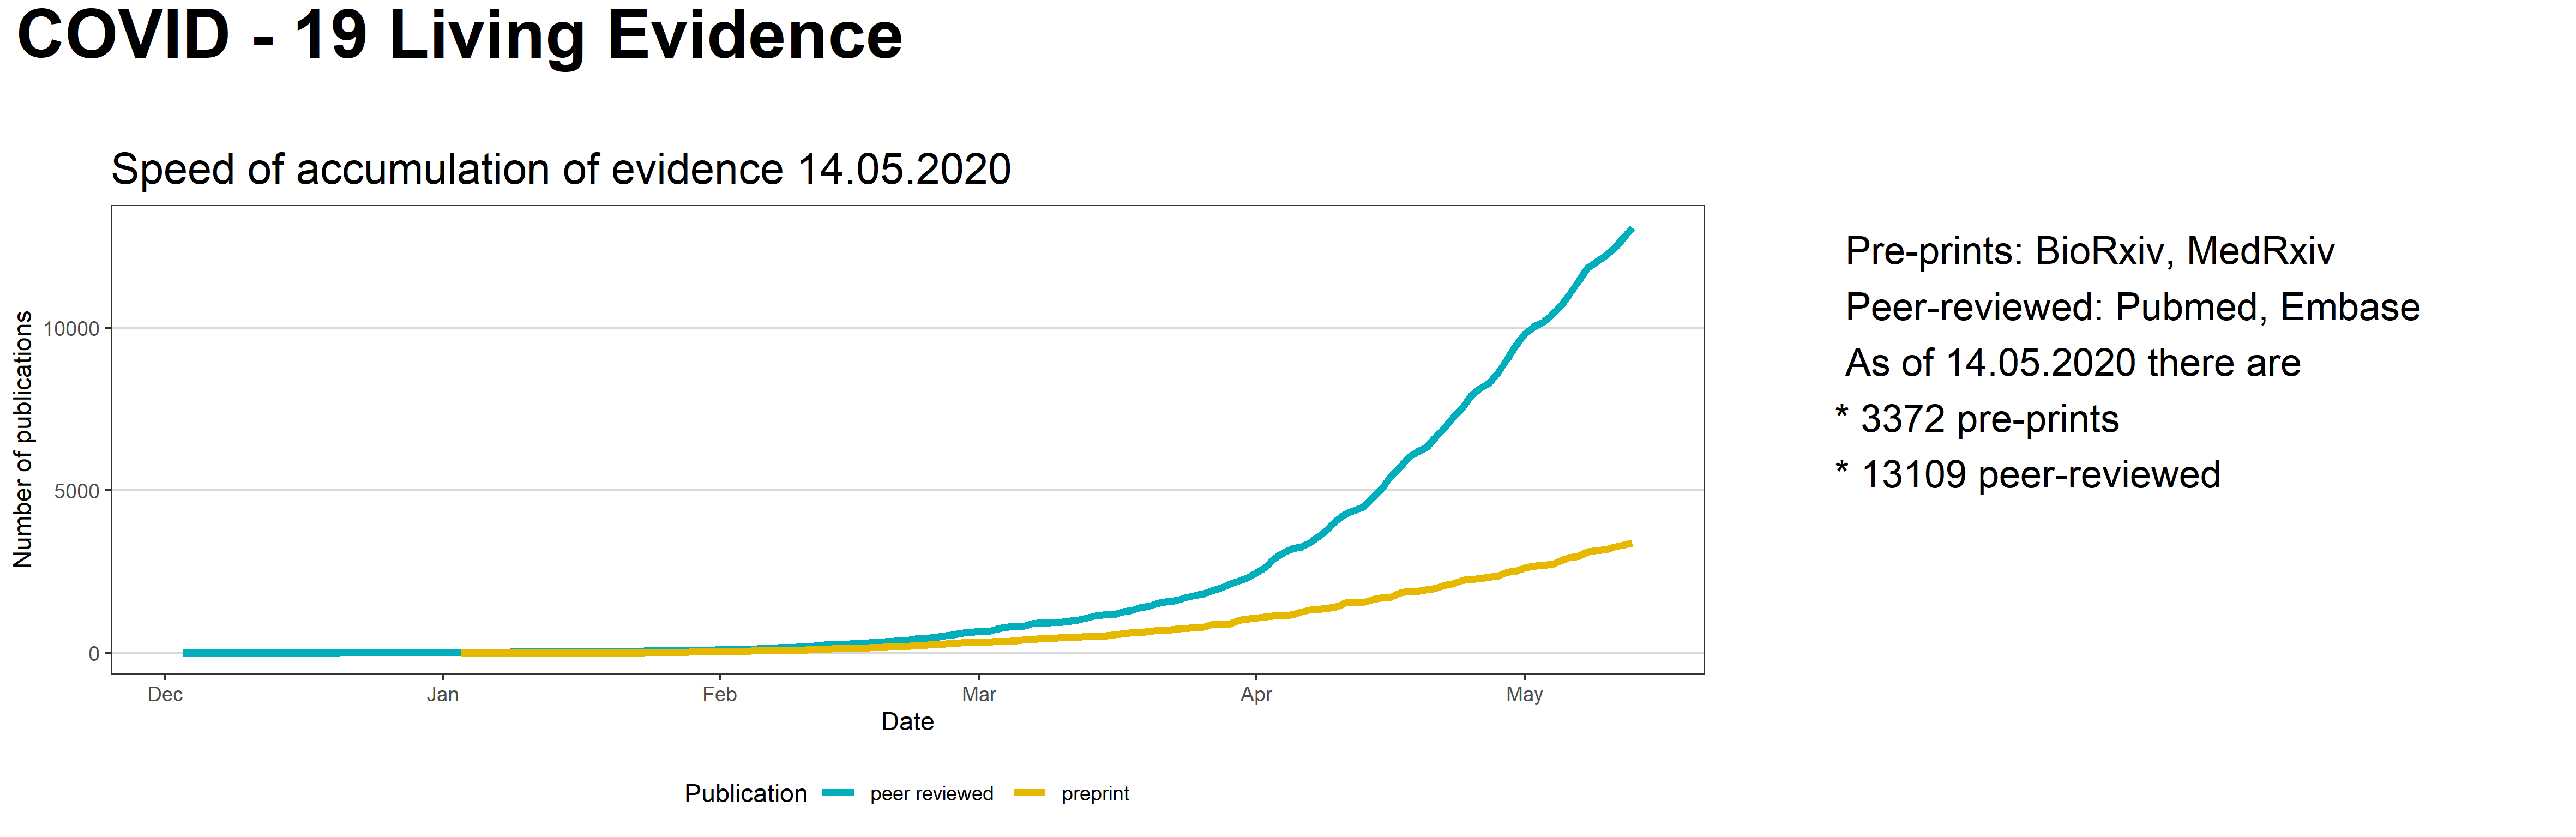 COVID - 19 Living Evidence
Speed of accumulation of evidence 14.05.2020
Number of publications
10000
5000
0
Dec Jan Feb Mar Apr May
Date
Publication peer reviewed preprint
Pre-prints: BioRxiv, MedRxiv
Peer-reviewed: Pubmed, Embase
As of 14.05.2020 there are
* 3372 pre-prints
* 13109 peer-reviewed